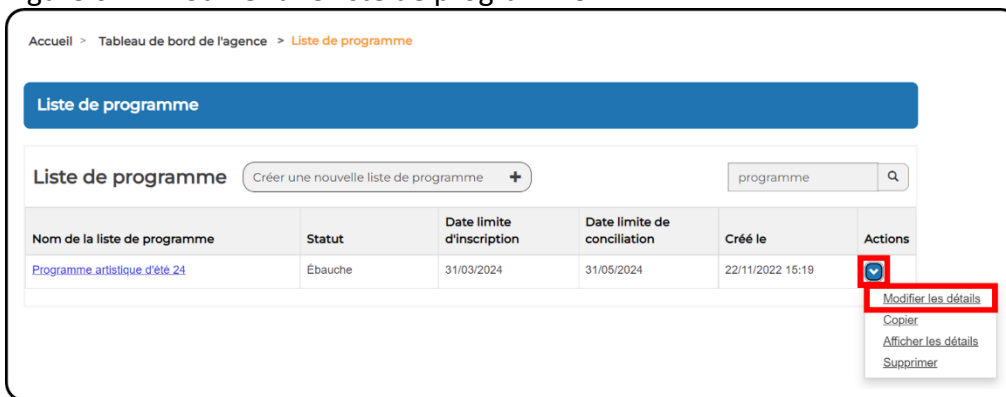 Accueil > Tableau de bord de l'agence > Liste de programme
Liste de programme
Liste de programme Créer une nouvelle liste de programme + programme
Nom de la liste de programme Statut Date limite d'inscription Date limite de conciliation Créé le Actions
Programme artistique d'été 24 Ébauche 31/03/2024 31/05/2024 22/11/2022 15:19
Modifier les détails
Copier
Afficher les détails
Supprimer